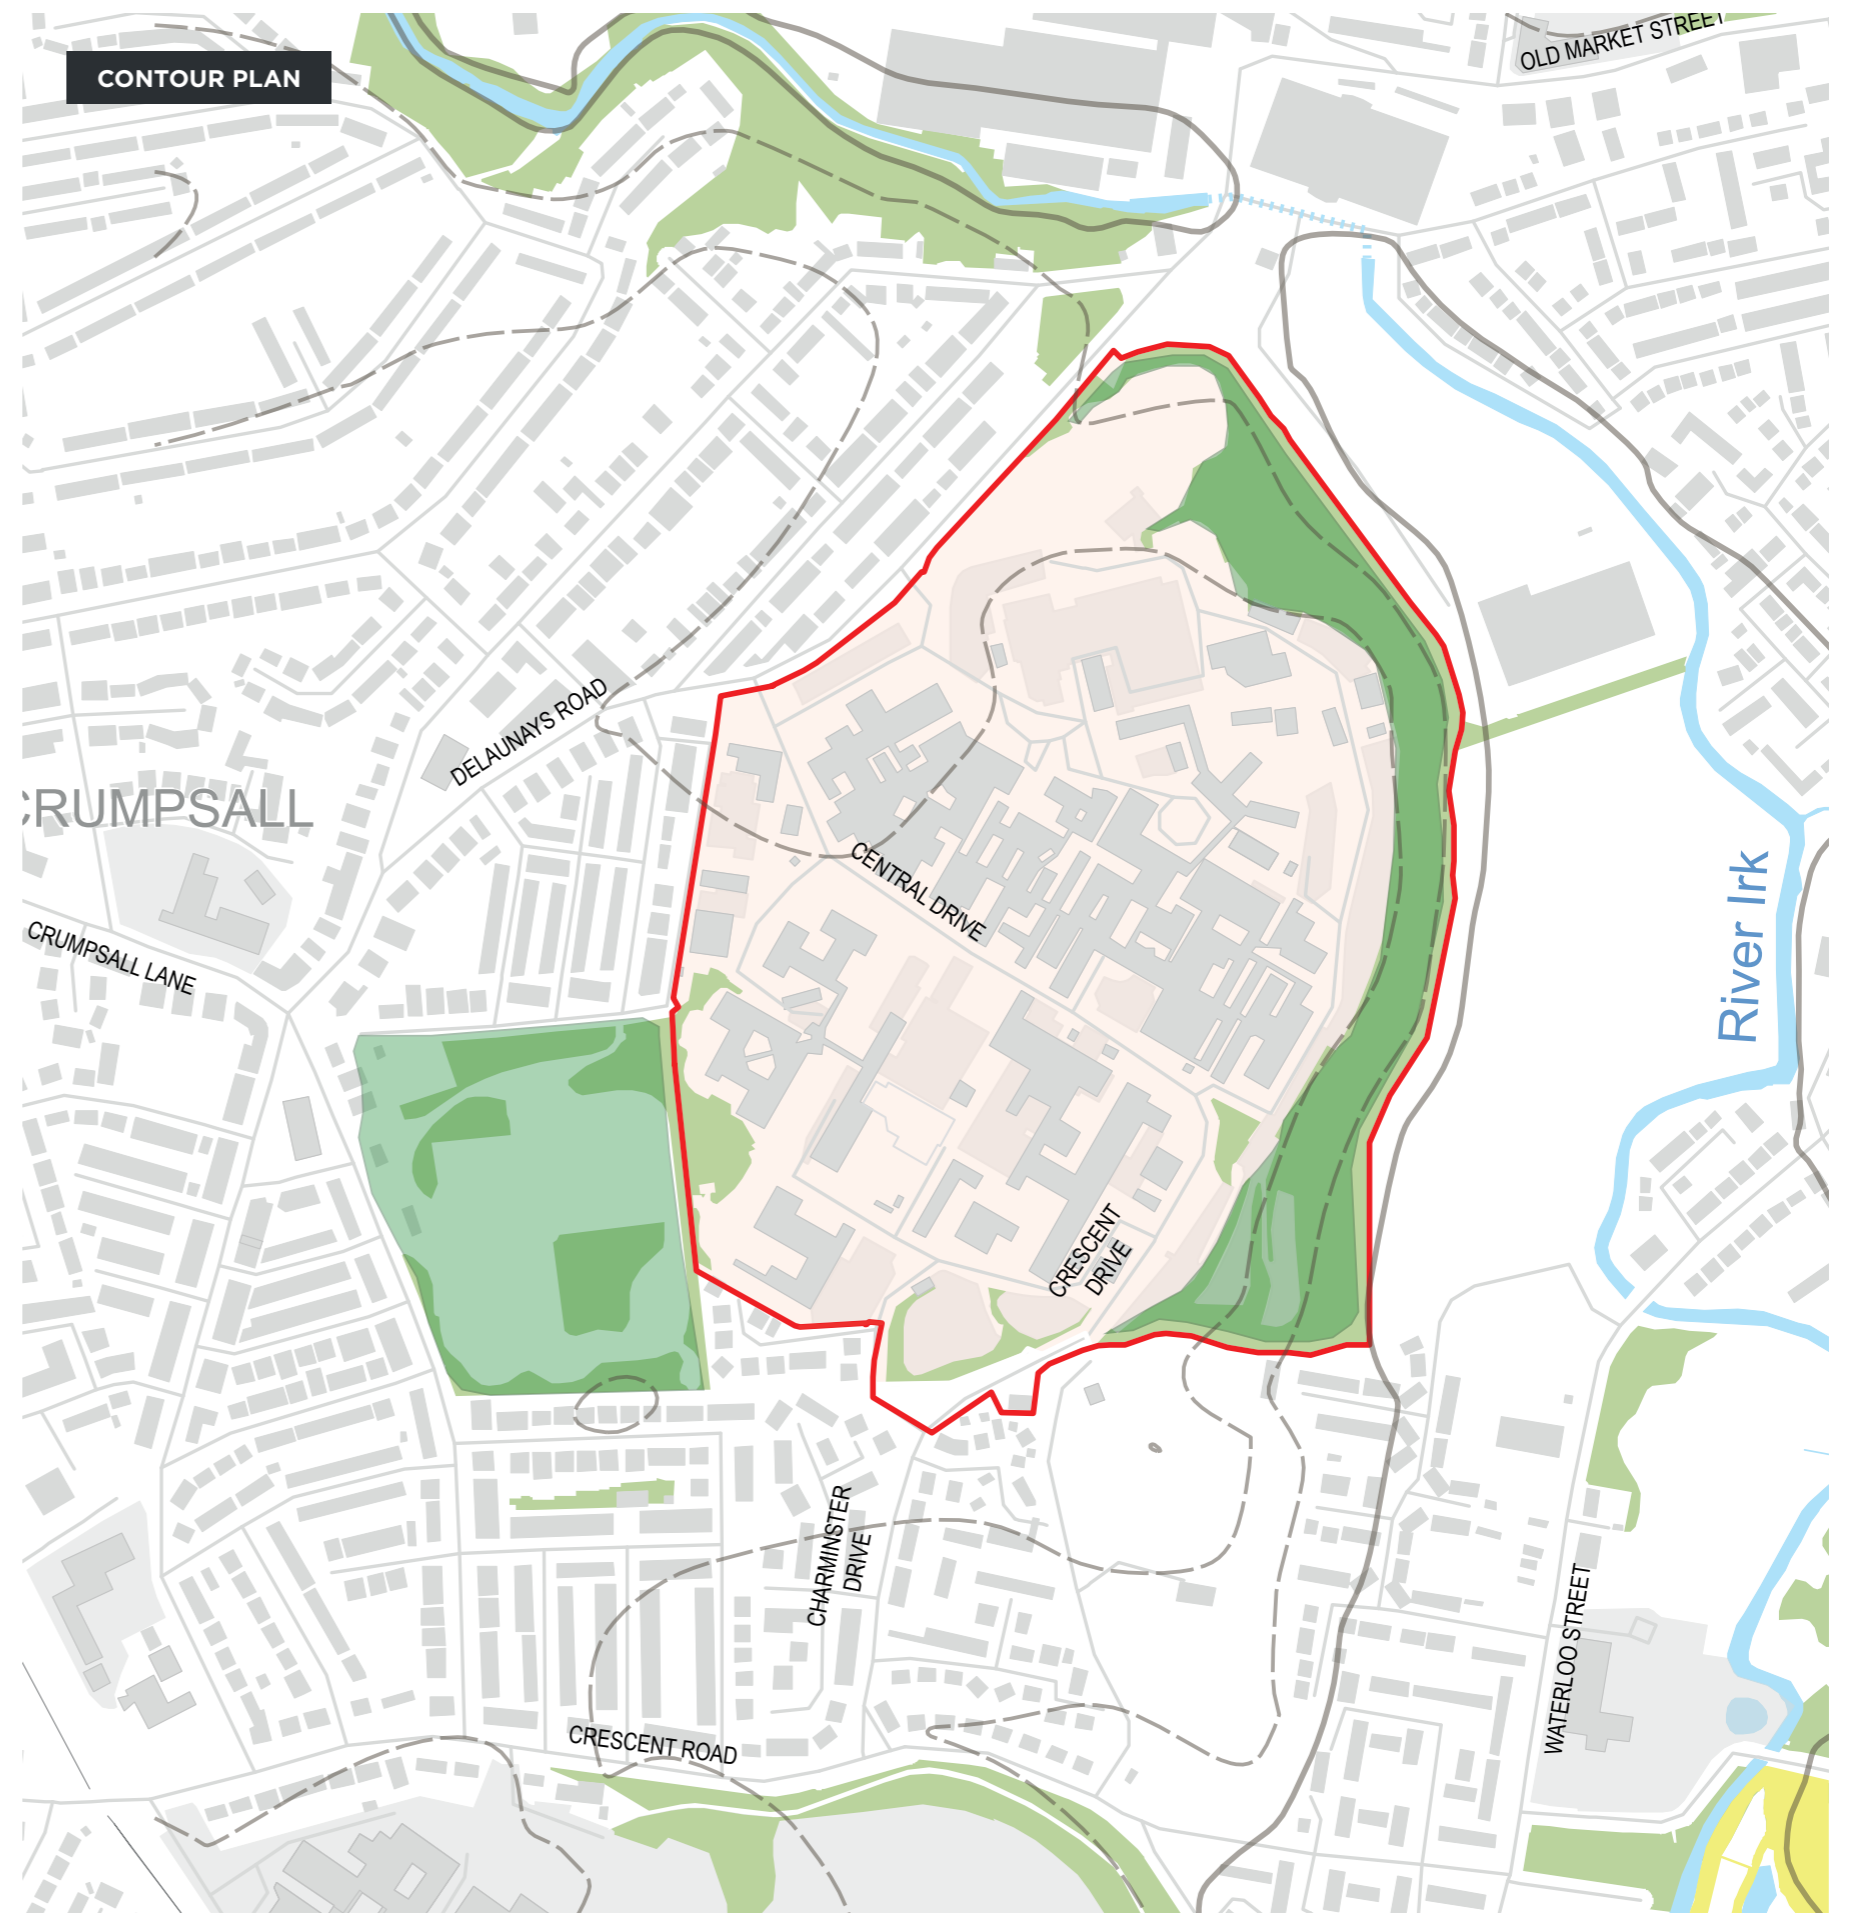 OLD MARKET STREET
CONTOUR PLAN
DELAUNAYS ROAD
CRUMPSALL
CENTRAL DRIVE
River Irk
CRUMPSALL LANE
CRESCENT
DRIVE
CHARMINSTER
DRIVE
WATERLOO STREET
CRESCENT ROAD